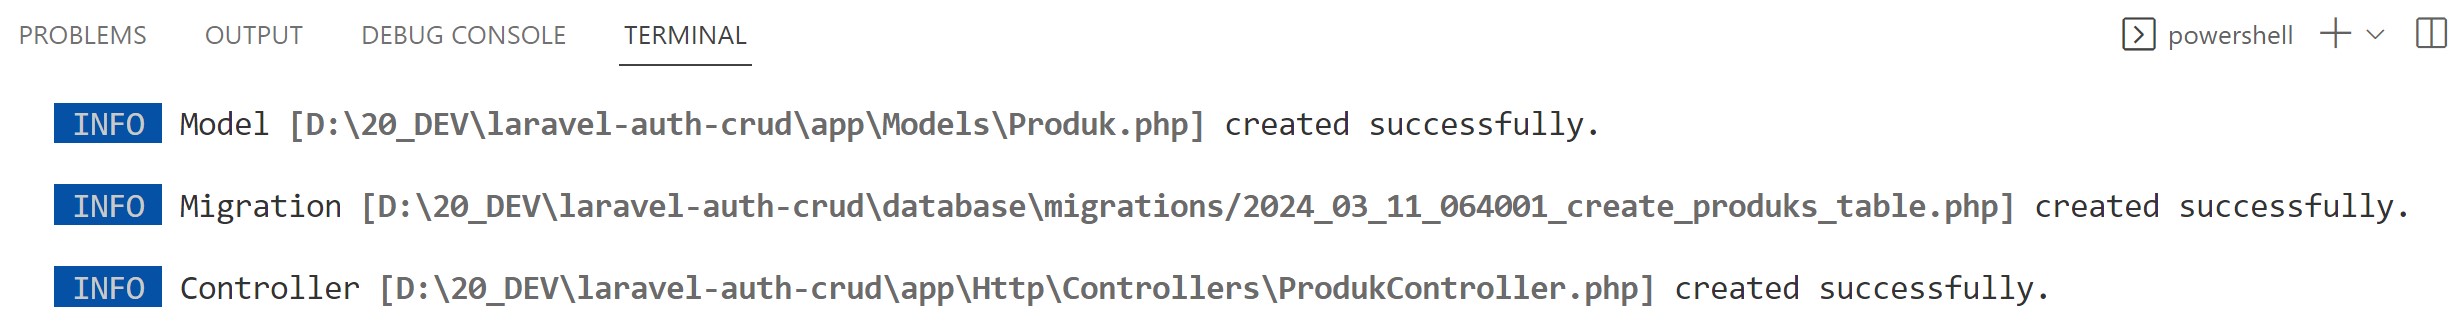 PROBLEMS OUTPUT DEBUG CONSOLE TERMINAL powershell
INFO Model [D:\20_DEV\laravel-auth-crud\app\Models\Produk.php] created successfully.
INFO Migration [D:\20_DEV\laravel-auth-crud\database\migrations/2024_03_11_064001_create_produks_table.php] created successfully.
INFO Controller [D:\20_DEV\laravel-auth-crud\app\Http\Controllers\ProdukController.php] created successfully.